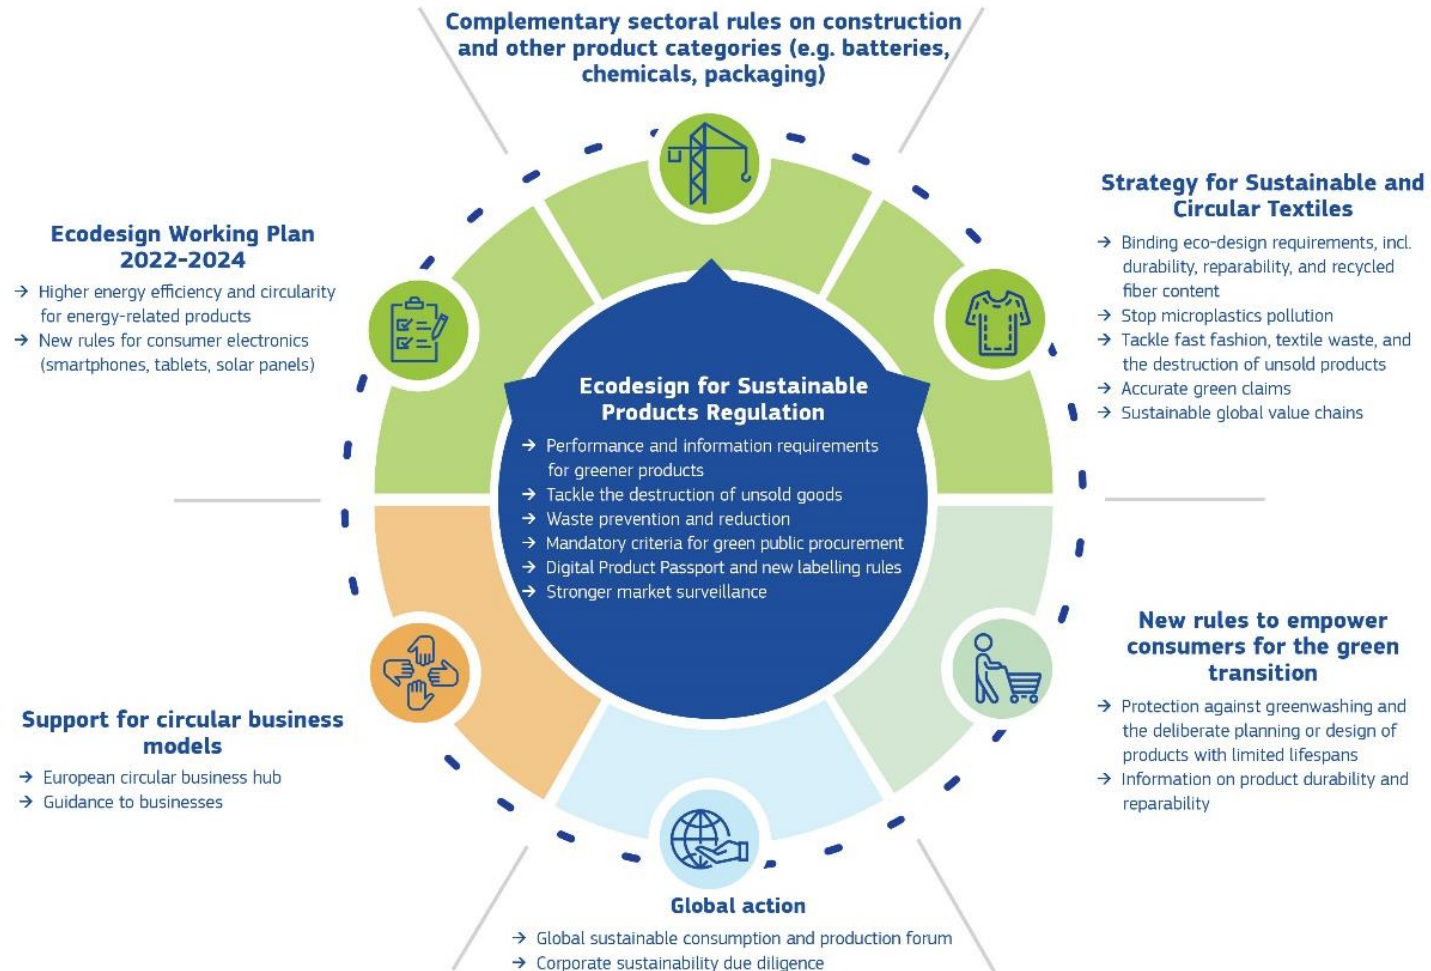 Complementary sectoral rules on construction
and other product categories (e.g. batteries,
chemicals, packaging)
Ecodesign Working Plan
2022-2024
→ Higher energy efficiency and circularity
for energy-related products
→ New rules for consumer electronics
(smartphones, tablets, solar panels)
Strategy for Sustainable and
Circular Textiles
→ Binding eco-design requirements, incl.
durability, reparability, and recycled
fiber content
→ Stop microplastics pollution
→ Tackle fast fashion, textile waste, and
the destruction of unsold products
→ Accurate green claims
→ Sustainable global value chains
Ecodesign for Sustainable
Products Regulation
→ Performance and information requirements
for greener products
→ Tackle the destruction of unsold goods
→ Waste prevention and reduction
→ Mandatory criteria for green public procurement
→ Digital Product Passport and new labelling rules
→ Stronger market surveillance
Support for circular business
models
→ European circular business hub
→ Guidance to businesses
New rules to empower
consumers for the green
transition
→ Protection against greenwashing and
the deliberate planning or design of
products with limited lifespans
→ Information on product durability and
reparability
Global action
→ Global sustainable consumption and production forum
→ Corporate sustainability due diligence